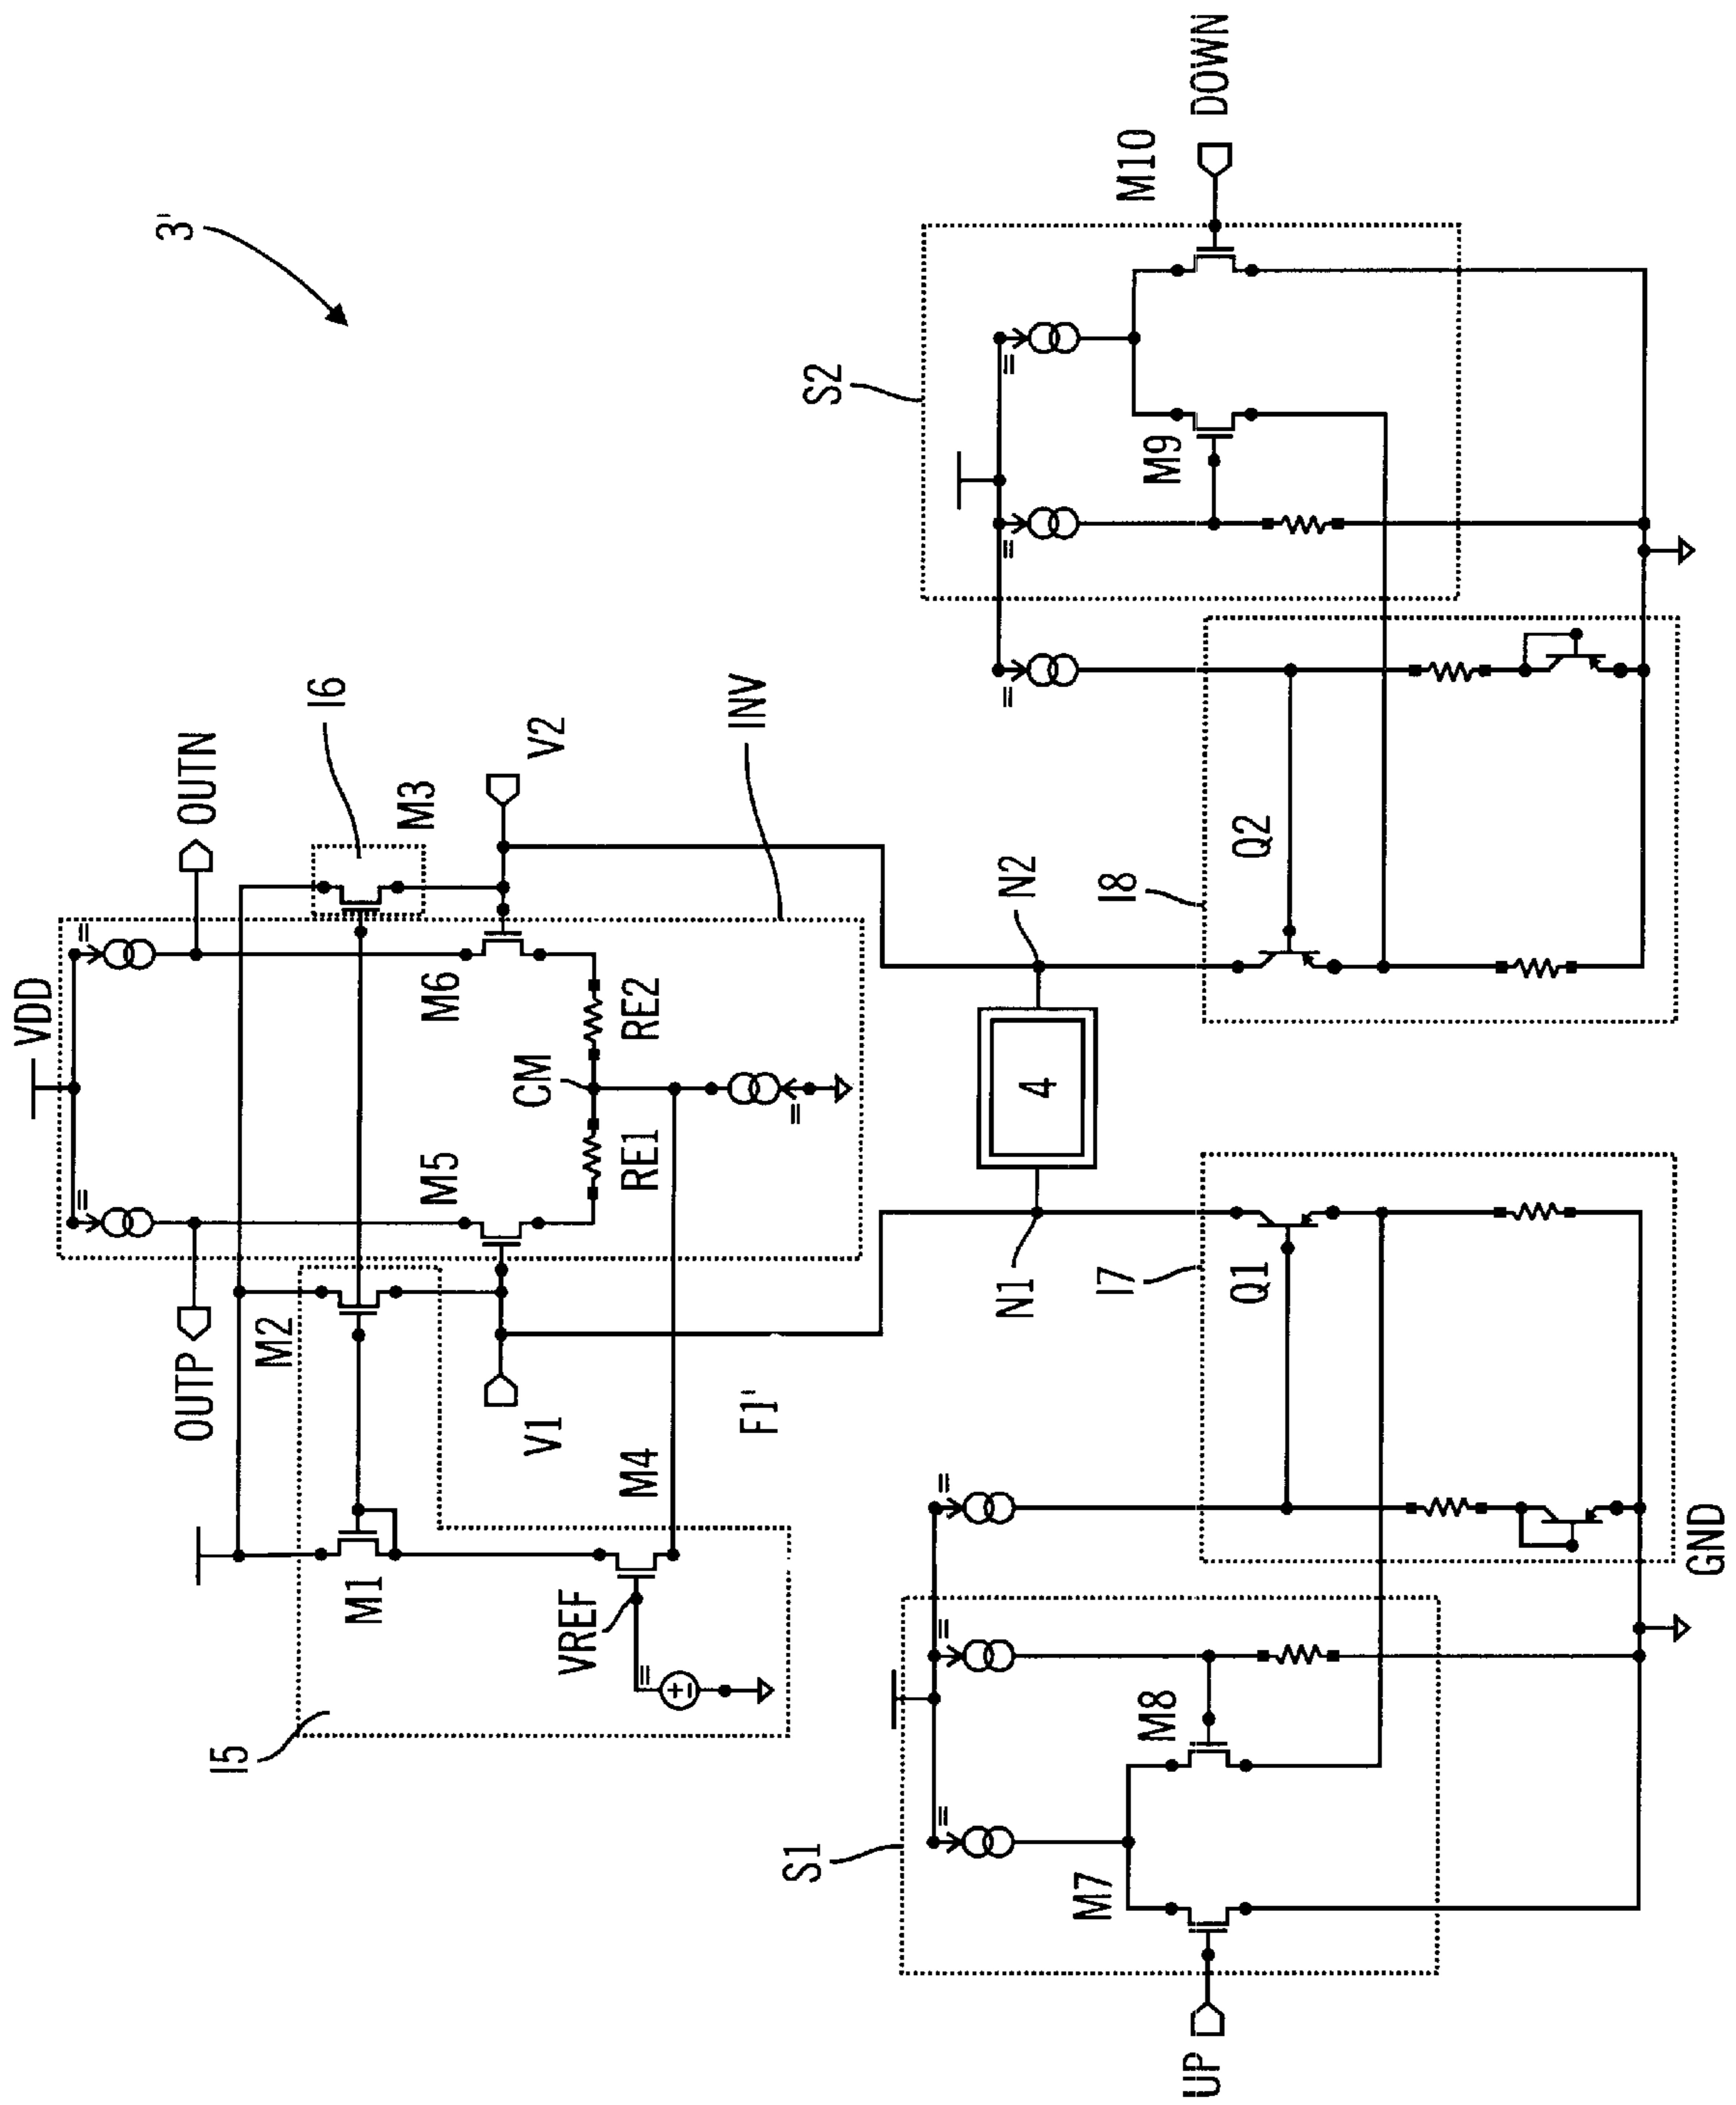 3'
VDD
OUTP
OUTN
I6
M2
M3
M1
M5
M6
V1
V2
CM
RE1
RE2
INV
I5
VREF
M4
F1'
N1
4
N2
S1
S2
UP
M7
M8
I7
Q1
I8
Q2
M9
M10
DOWN
GND